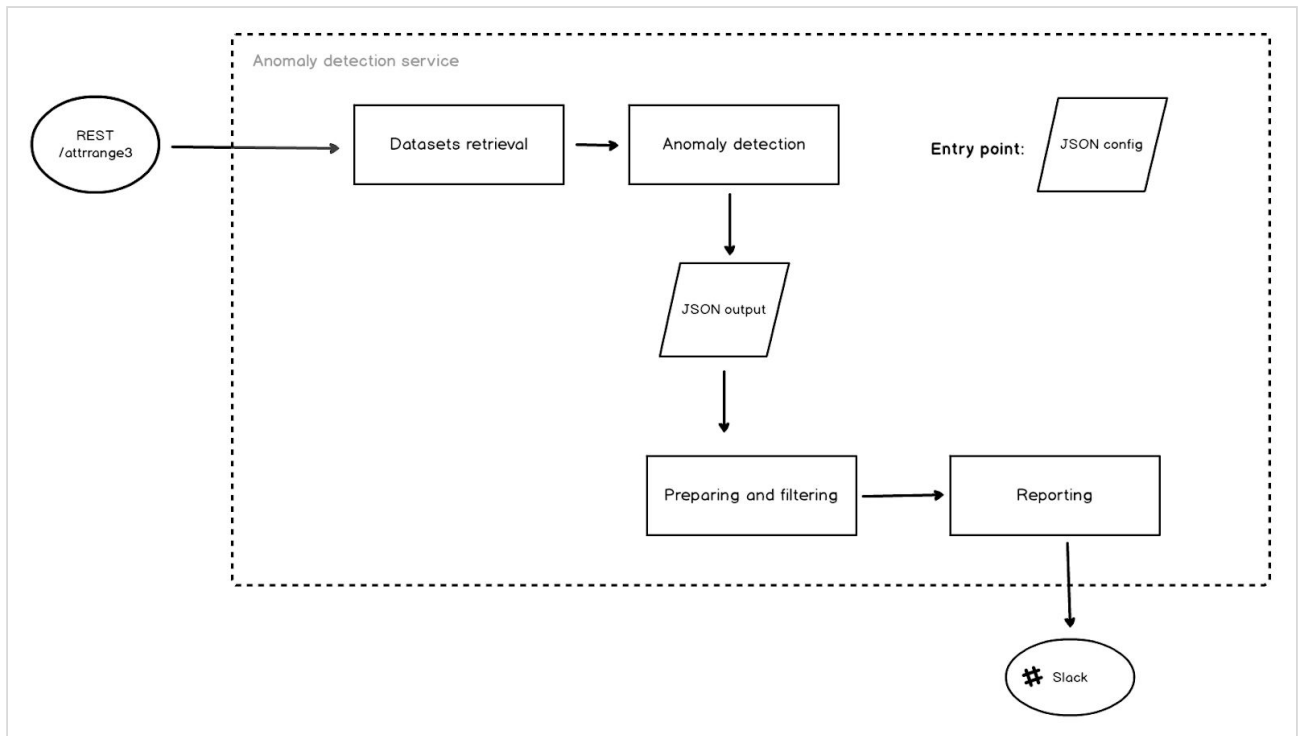 Anomaly detection service
REST
/attrrange3
Datasets retrieval
Anomaly detection
Entry point:
JSON config
JSON output
Preparing and filtering
Reporting
Slack